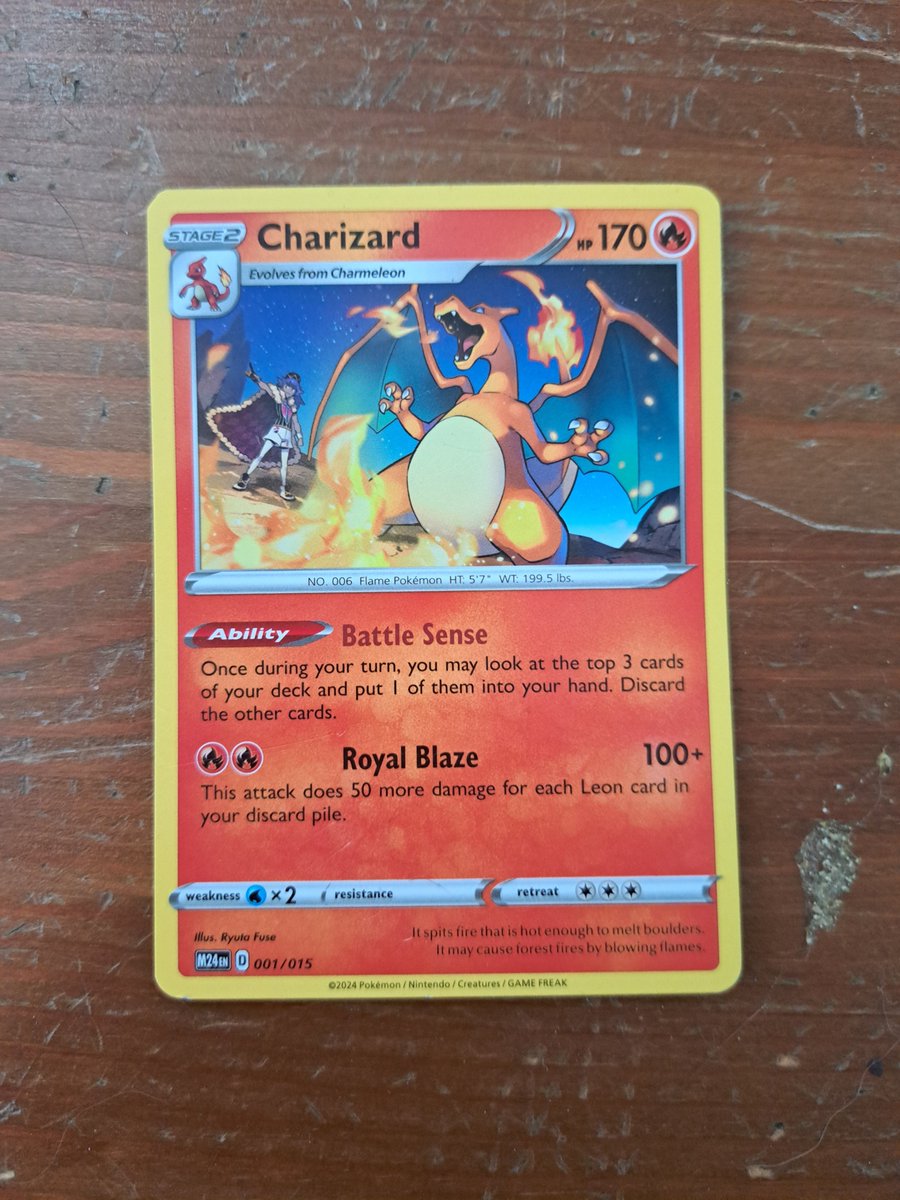 STAGE 2
Charizard
HP 170
Evolves from Charmeleon
NO. 006 Flame Pokémon HT: 5'7" WT: 199.5 lbs.
Ability
Battle Sense
Once during your turn, you may look at the top 3 cards
of your deck and put 1 of them into your hand. Discard
the other cards.
Royal Blaze 100+
This attack does 50 more damage for each Leon card in
your discard pile.
weakness ×2 resistance retreat
Illus. Ryuta Fuse
It spits fire that is hot enough to melt boulders.
It may cause forest fires by blowing flames.
M24 EN D 001/015
©2024 Pokémon / Nintendo / Creatures / GAME FREAK